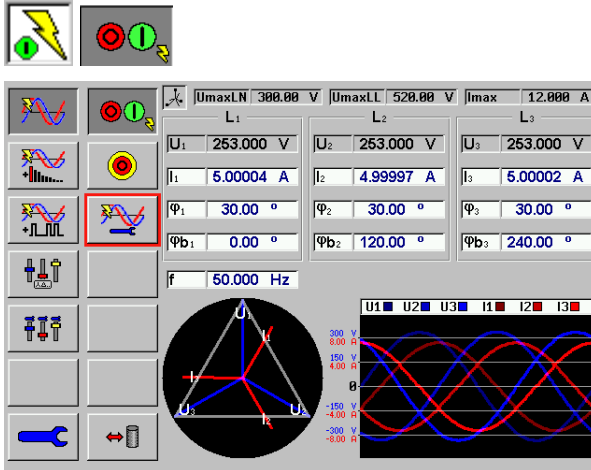 UmaxLN 300.00 V UmaxLL 520.00 V Imax 12.000 A
L1 L2 L3
U1 253.000 V U2 253.000 V U3 253.000 V
I1 5.00004 A I2 4.99997 A I3 5.00002 A
φ1 30.00 º φ2 30.00 º φ3 30.00 º
φb1 0.00 º φb2 120.00 º φb3 240.00 º
f 50.000 Hz
U1 U2 U3 I1 I2 I3
U1
I1
I3
U3 U2
I2
300 V
8.00 A
150 V
4.00 A
0
-150 V
-4.00 A
-300 V
-8.00 A